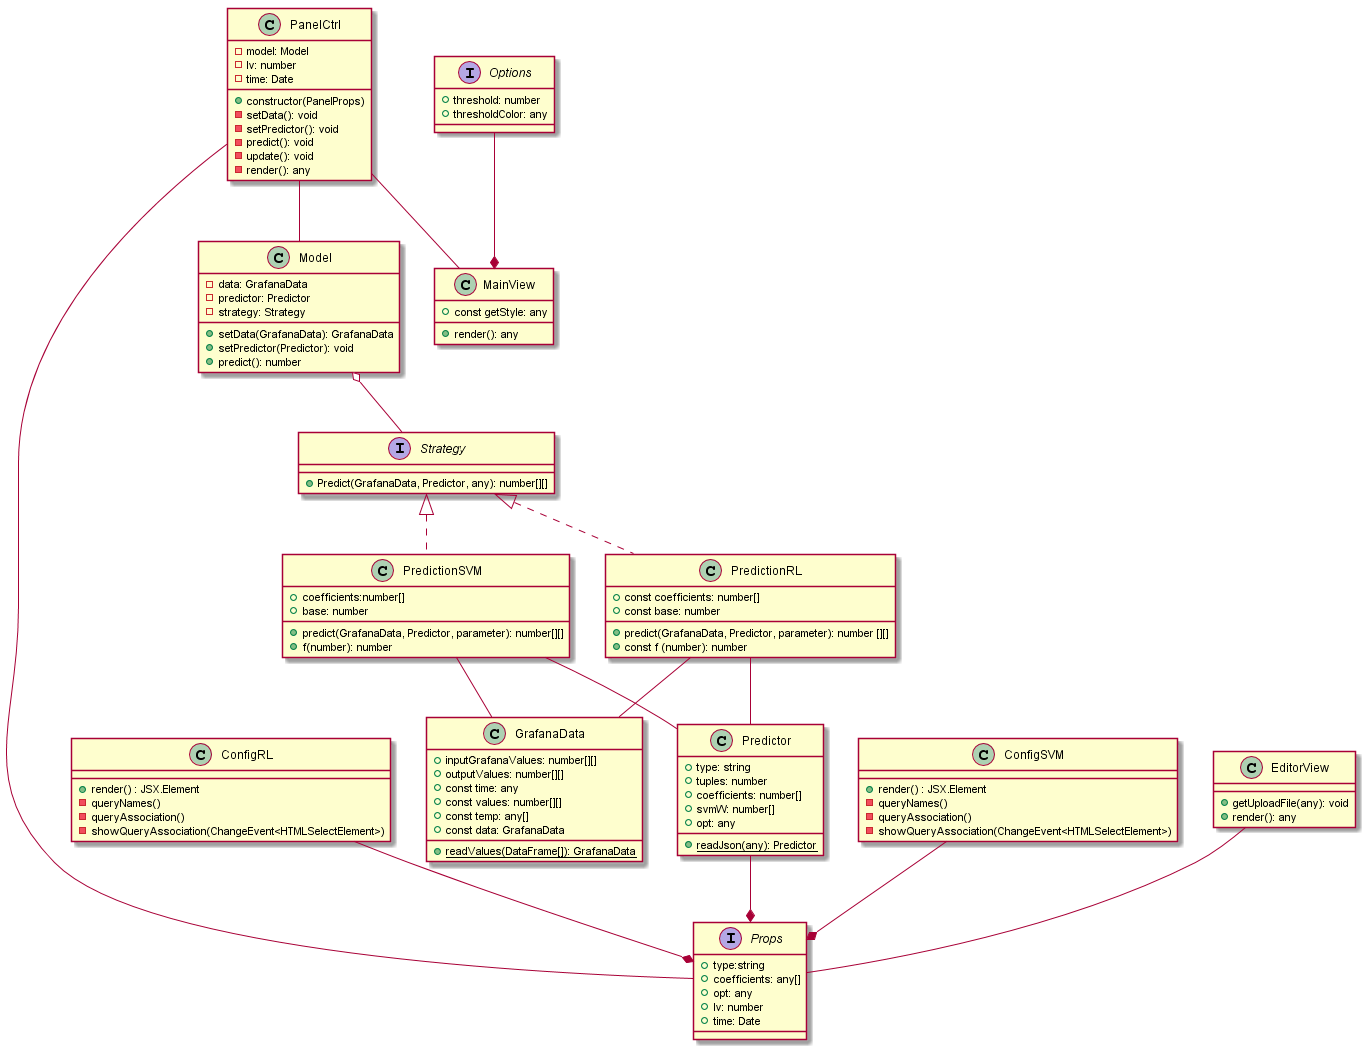 C PanelCtrl
model: Model
lv: number
time: Date
constructor(PanelProps)
setData(): void
setPredictor(): void
predict(): void
update(): void
render(): any
I Options
threshold: number
thresholdColor: any
C Model
data: GrafanaData
predictor: Predictor
strategy: Strategy
setData(GrafanaData): GrafanaData
setPredictor(Predictor): void
predict(): number
C MainView
const getStyle: any
render(): any
I Strategy
Predict(GrafanaData, Predictor, any): number[][]
C PredictionSVM
coefficients:number[]
base: number
predict(GrafanaData, Predictor, parameter): number[][]
f(number): number
C PredictionRL
const coefficients: number[]
const base: number
predict(GrafanaData, Predictor, parameter): number [][]
const f (number): number
C ConfigRL
render() : JSX.Element
queryNames()
queryAssociation()
showQueryAssociation(ChangeEvent<HTMLSelectElement>)
C GrafanaData
inputGrafanaValues: number[][]
outputValues: number[][]
const time: any
const values: number[][]
const temp: any[]
const data: GrafanaData
readValues(DataFrame[]): GrafanaData
C Predictor
type: string
tuples: number
coefficients: number[]
svmW: number[]
opt: any
readJson(any): Predictor
C ConfigSVM
render() : JSX.Element
queryNames()
queryAssociation()
showQueryAssociation(ChangeEvent<HTMLSelectElement>)
C EditorView
getUploadFile(any): void
render(): any
I Props
type:string
coefficients: any[]
opt: any
lv: number
time: Date